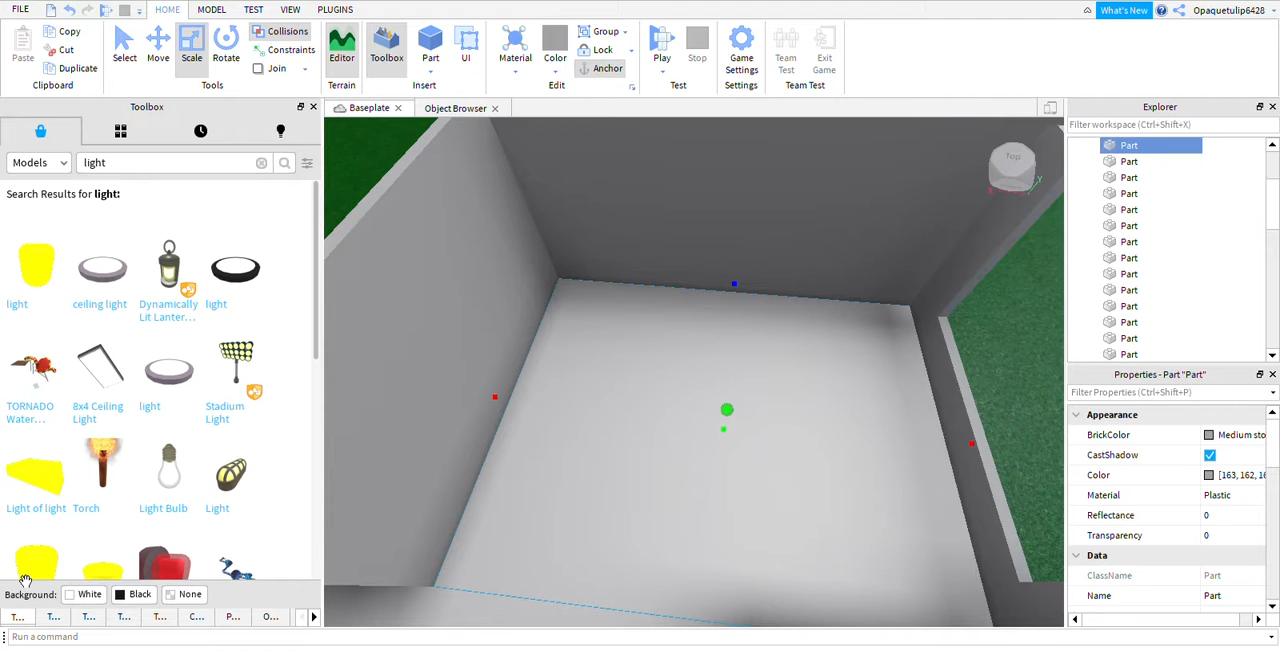 FILE HOME MODEL TEST VIEW PLUGINS What's New Opaquetulip6428
Paste Copy Cut Duplicate Select Move Scale Rotate Collisions Constraints Join Editor Toolbox Part UI Material Color Group Lock Anchor Play Stop Game Settings Team Test Exit Game
Clipboard Tools Terrain Insert Edit Test Settings Team Test
Toolbox
Baseplate Object Browser
Explorer
Filter workspace (Ctrl+Shift+X)
Models light
Search Results for light:
light ceiling light Dynamically Lit Lanter... light
TORNADO Water... 8x4 Ceiling Light light Stadium Light
Light of light Torch Light Bulb Light
Background: White Black None
T... T... T... T... T... C... P... O...
Run a command
Top
Y
Part
Part
Part
Part
Part
Part
Part
Part
Part
Part
Part
Part
Part
Part
Properties - Part "Part"
Filter Properties (Ctrl+Shift+P)
Appearance
BrickColor Medium sto
CastShadow
Color [163, 162, 16
Material Plastic
Reflectance 0
Transparency 0
Data
ClassName Part
Name Part